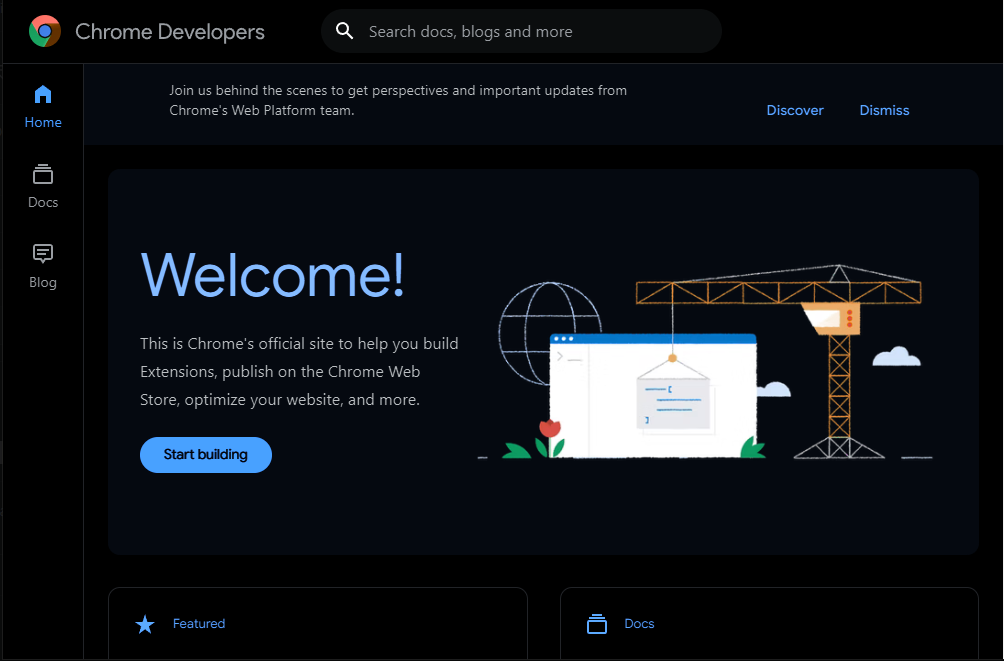 Chrome Developers
Search docs, blogs and more
Home
Docs
Blog
Join us behind the scenes to get perspectives and important updates from
Chrome's Web Platform team.
Discover
Dismiss
Welcome!
This is Chrome's official site to help you build
Extensions, publish on the Chrome Web
Store, optimize your website, and more.
Start building
Featured
Docs